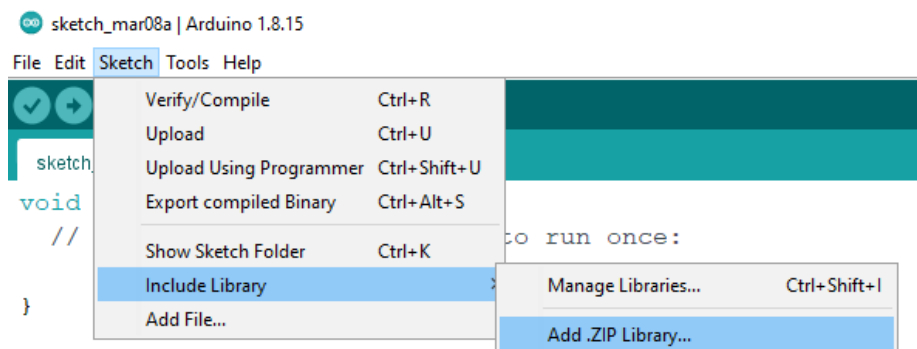 sketch_mar08a | Arduino 1.8.15
File Edit Sketch Tools Help
Verify/Compile Ctrl+R
Upload Ctrl+U
sketch_
Upload Using Programmer Ctrl+Shift+U
void
Export compiled Binary Ctrl+Alt+S
// to run once:
Show Sketch Folder Ctrl+K
Include Library
Manage Libraries... Ctrl+Shift+I
}
Add File...
Add .ZIP Library...